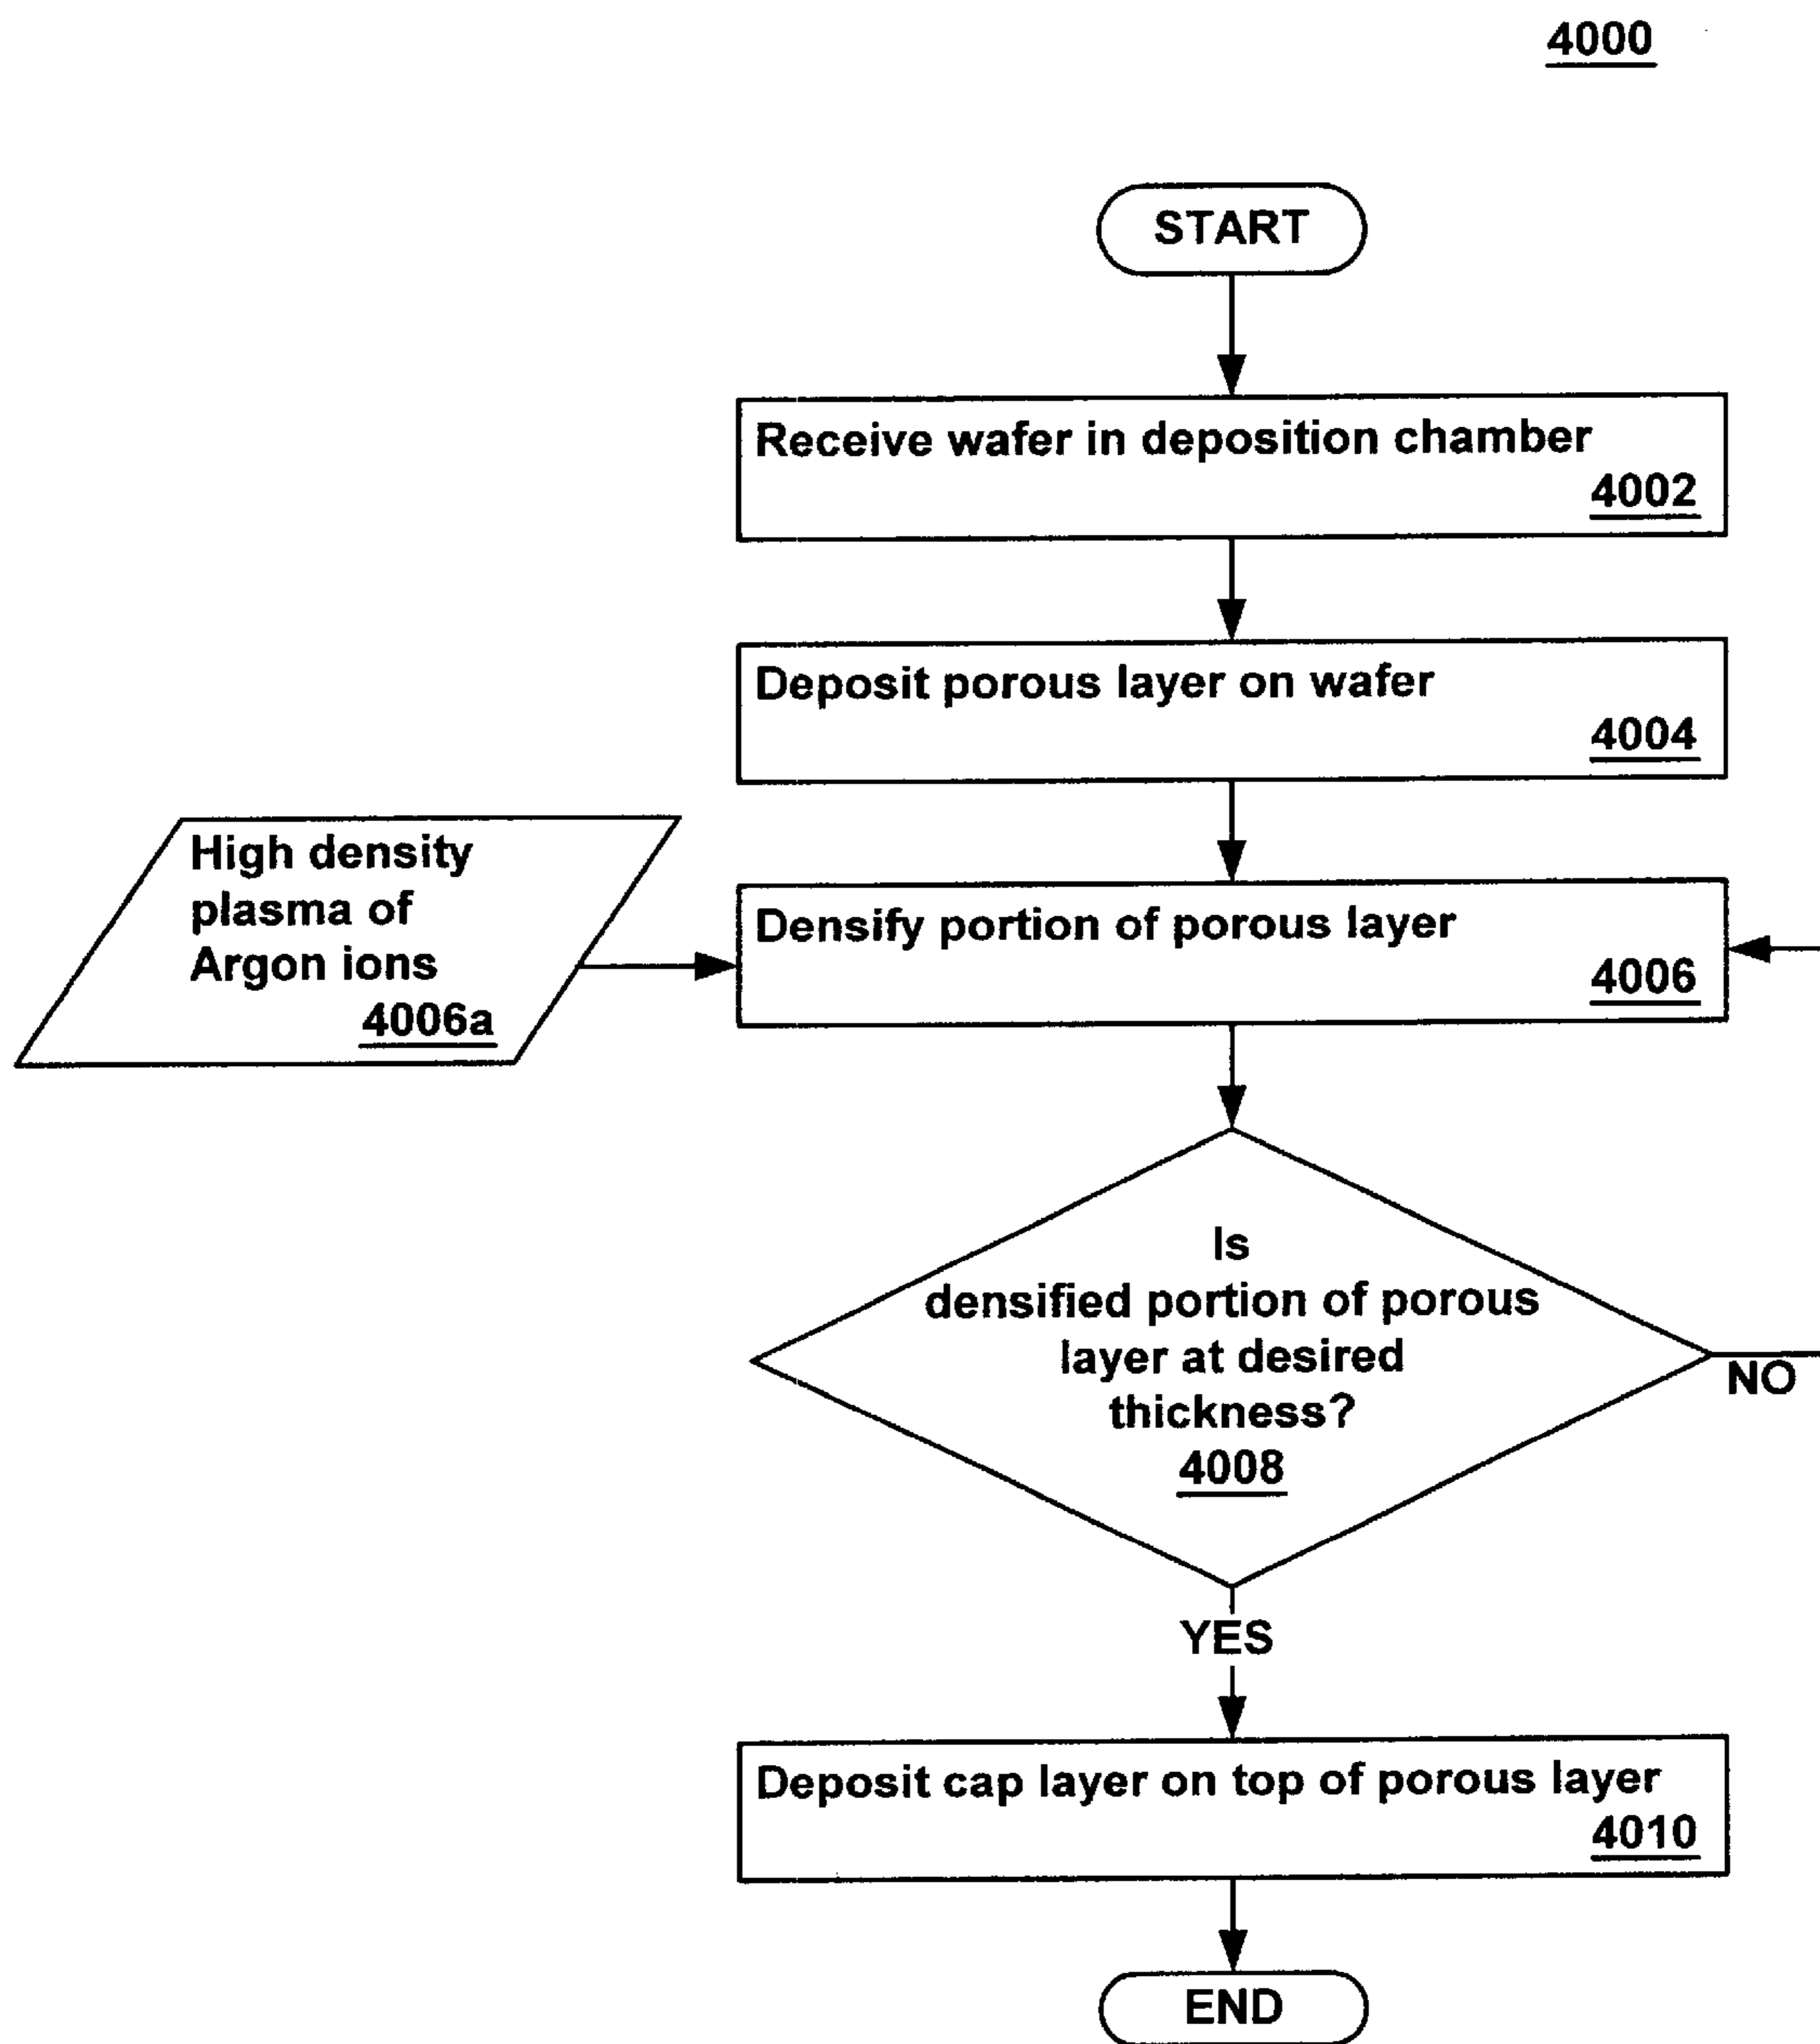 4000
START
Receive wafer in deposition chamber
4002
Deposit porous layer on wafer
4004
High density
plasma of
Argon ions
4006a
Densify portion of porous layer
4006
Is
densified portion of porous
layer at desired
thickness?
4008
NO
YES
Deposit cap layer on top of porous layer
4010
END